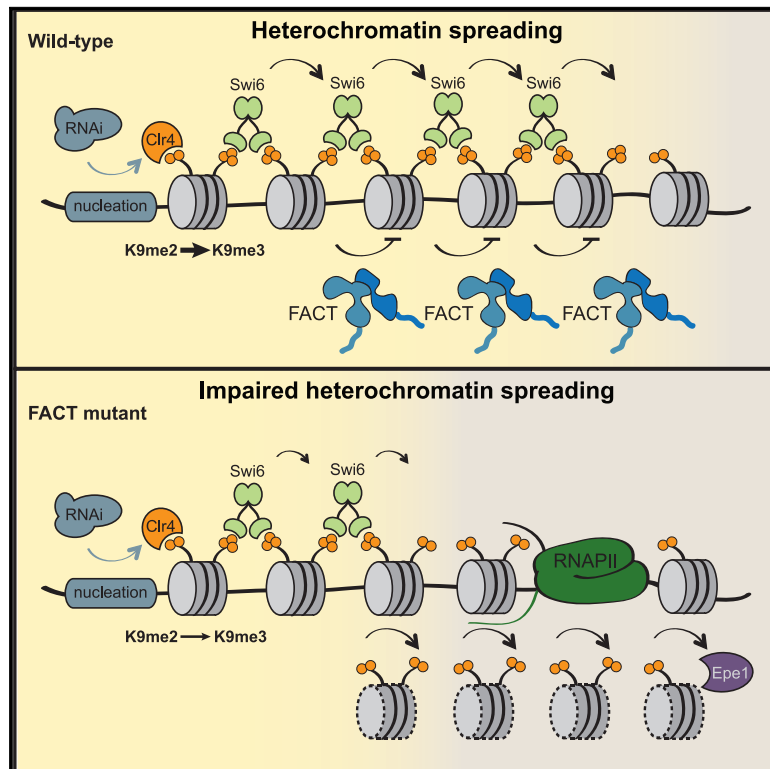 Heterochromatin spreading
Wild-type
Swi6 Swi6 Swi6 Swi6
RNAi
Clr4
nucleation
K9me2 K9me3
FACT FACT FACT
Impaired heterochromatin spreading
FACT mutant
Swi6 Swi6
RNAi
Clr4
RNAPII
nucleation
K9me2 K9me3
Epe1